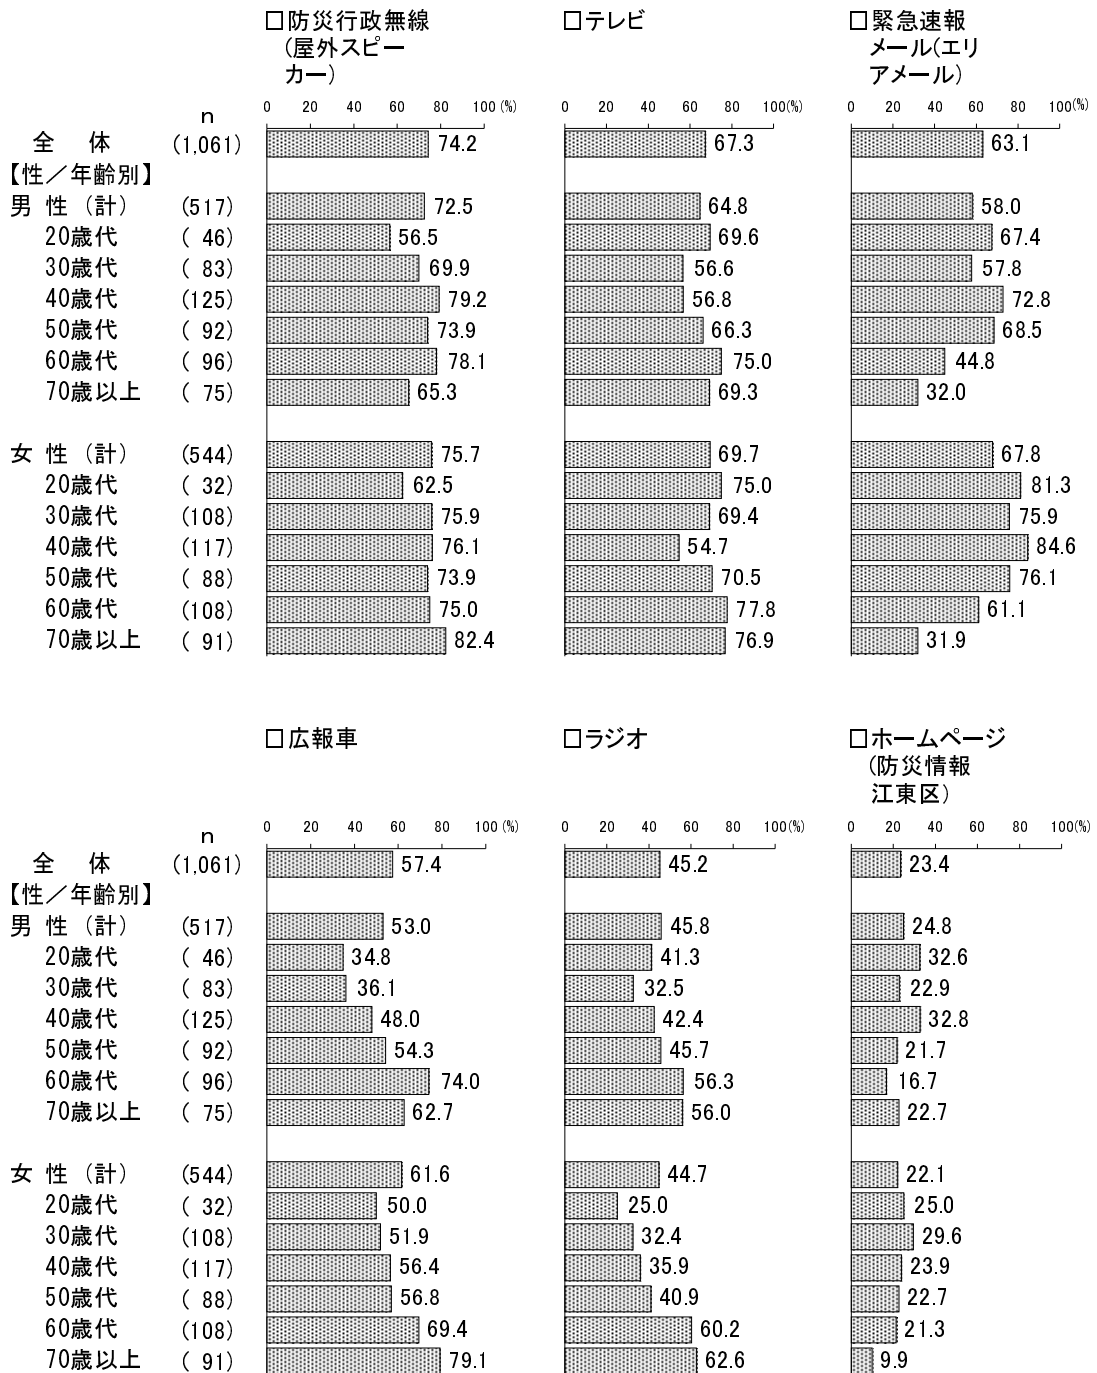 □防災行政無線 □テレビ □緊急速報
(屋外スピー メール(エリ
カー) アメール)
n 0 20 40 60 80 100(%) 0 20 40 60 80 100(%) 0 20 40 60 80 100(%)
全 体 (1,061) 74.2 67.3 63.1
【性／年齢別】
男 性 (計) (517) 72.5 64.8 58.0
20歳代 ( 46) 56.5 69.6 67.4
30歳代 ( 83) 69.9 56.6 57.8
40歳代 (125) 79.2 56.8 72.8
50歳代 ( 92) 73.9 66.3 68.5
60歳代 ( 96) 78.1 75.0 44.8
70歳以上 ( 75) 65.3 69.3 32.0
女 性 (計) (544) 75.7 69.7 67.8
20歳代 ( 32) 62.5 75.0 81.3
30歳代 (108) 75.9 69.4 75.9
40歳代 (117) 76.1 54.7 84.6
50歳代 ( 88) 73.9 70.5 76.1
60歳代 (108) 75.0 77.8 61.1
70歳以上 ( 91) 82.4 76.9 31.9
□広報車 □ラジオ □ホームページ
(防災情報
江東区)
n 0 20 40 60 80 100(%) 0 20 40 60 80 100(%) 0 20 40 60 80 100(%)
全 体 (1,061) 57.4 45.2 23.4
【性／年齢別】
男 性 (計) (517) 53.0 45.8 24.8
20歳代 ( 46) 34.8 41.3 32.6
30歳代 ( 83) 36.1 32.5 22.9
40歳代 (125) 48.0 42.4 32.8
50歳代 ( 92) 54.3 45.7 21.7
60歳代 ( 96) 74.0 56.3 16.7
70歳以上 ( 75) 62.7 56.0 22.7
女 性 (計) (544) 61.6 44.7 22.1
20歳代 ( 32) 50.0 25.0 25.0
30歳代 (108) 51.9 32.4 29.6
40歳代 (117) 56.4 35.9 23.9
50歳代 ( 88) 56.8 40.9 22.7
60歳代 (108) 69.4 60.2 21.3
70歳以上 ( 91) 79.1 62.6 9.9